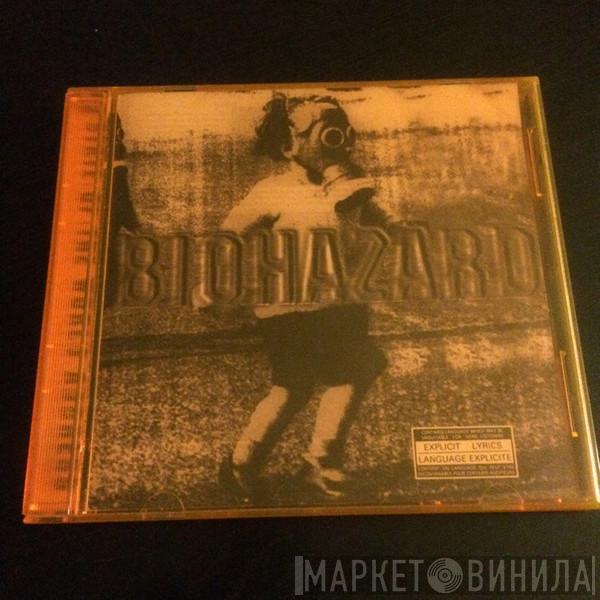 BIOHAZARD
EXPLICIT LYRICS
LANGUAGE EXPLICITE
МАРКЕТ ВИНИЛА